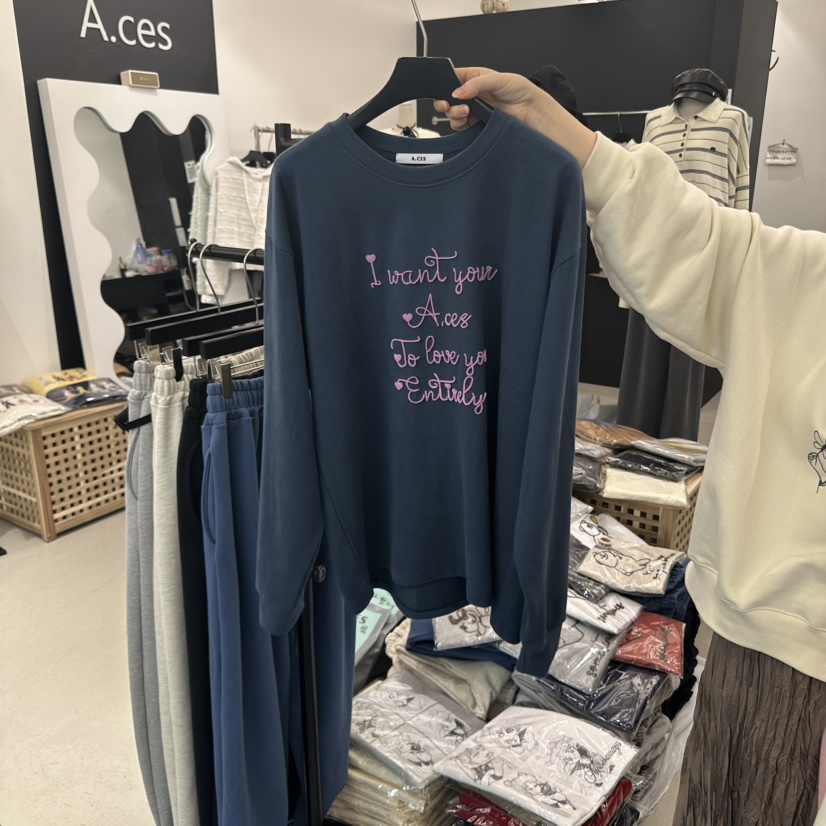 A.ces
A. CES
I want your
A.ces
To love you
Entirely